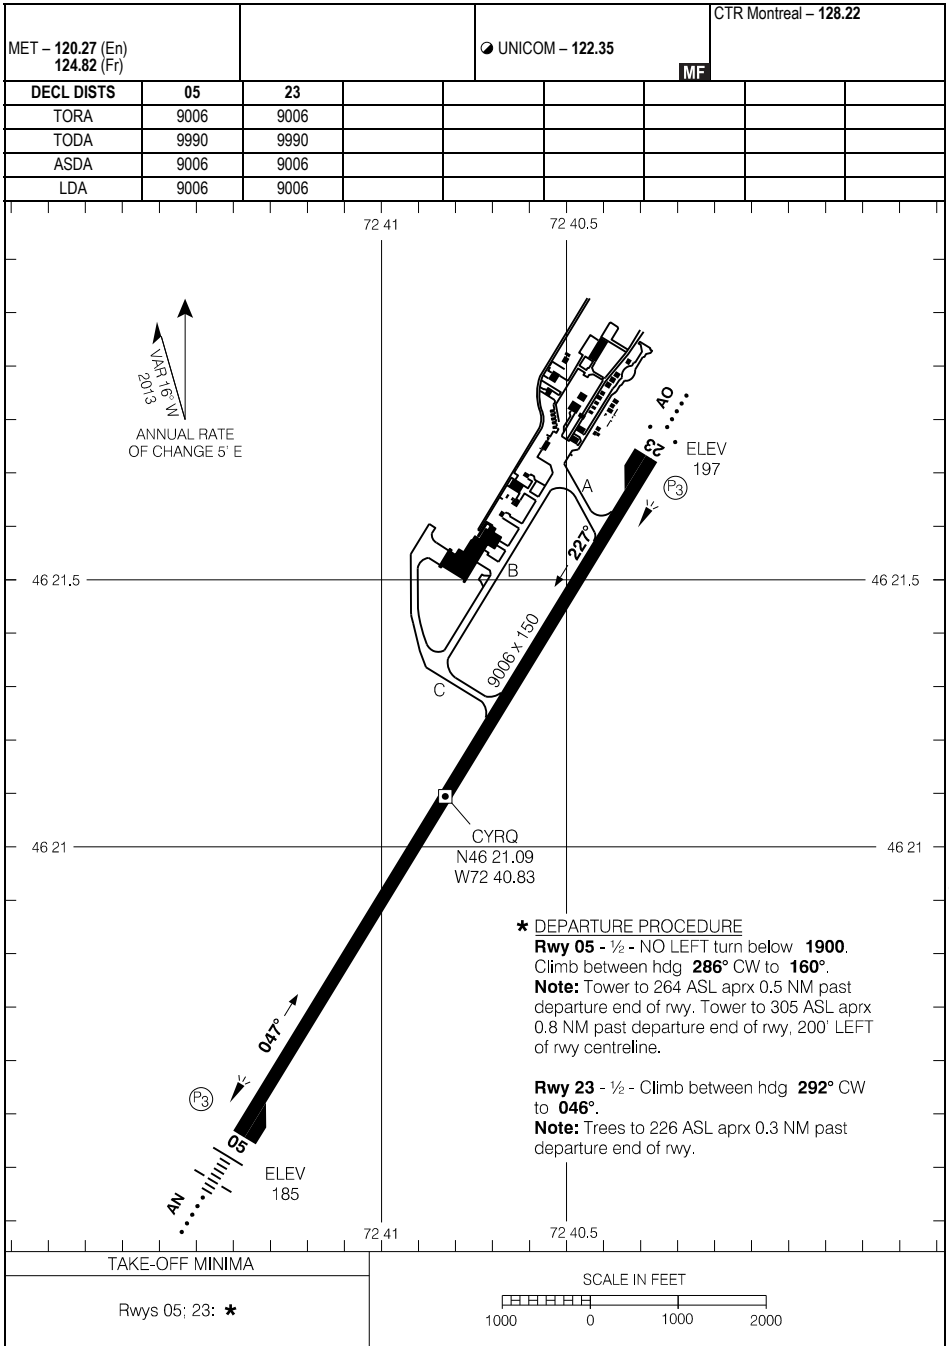 CTR Montreal – 128.22
MET – 120.27 (En)
124.82 (Fr)
UNICOM – 122.35
MF
DECL DISTS 05 23
TORA 9006 9006
TODA 9990 9990
ASDA 9006 9006
LDA 9006 9006
72 41 72 40.5
VAR 16° W
2013
ANNUAL RATE
OF CHANGE 5' E
AO
23
ELEV
197
P3
A
227°
46 21.5 46 21.5
B
9006 x 150
C
CYRQ
N46 21.09
W72 40.83
46 21 46 21
* DEPARTURE PROCEDURE
Rwy 05 - ½ - NO LEFT turn below 1900.
Climb between hdg 286° CW to 160°.
Note: Tower to 264 ASL aprx 0.5 NM past
departure end of rwy. Tower to 305 ASL aprx
0.8 NM past departure end of rwy, 200' LEFT
of rwy centreline.
Rwy 23 - ½ - Climb between hdg 292° CW
to 046°.
Note: Trees to 226 ASL aprx 0.3 NM past
departure end of rwy.
047°
P3
05
ELEV
185
AN
72 41 72 40.5
TAKE-OFF MINIMA
Rwys 05; 23: *
SCALE IN FEET
1000 0 1000 2000